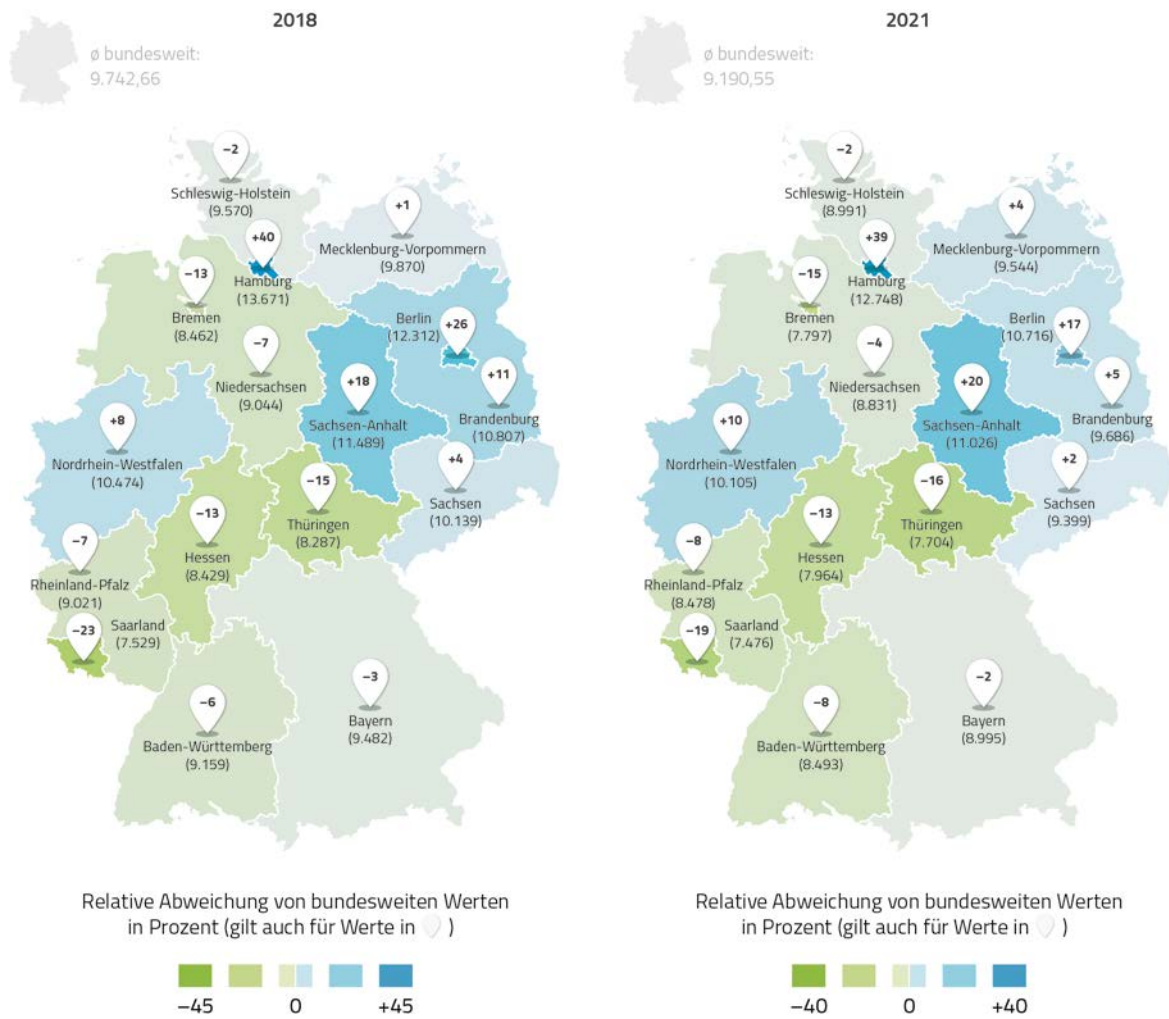 2018
ø bundesweit:
9.742,66
−2
Schleswig-Holstein
(9.570)
+1
Mecklenburg-Vorpommern
(9.870)
+40
Hamburg
(13.671)
−13
Bremen
(8.462)
Berlin
(12.312)
+26
−7
Niedersachsen
(9.044)
+18
Sachsen-Anhalt
(11.489)
+11
Brandenburg
(10.807)
+8
Nordrhein-Westfalen
(10.474)
+4
Sachsen
(10.139)
−15
Thüringen
(8.287)
−13
Hessen
(8.429)
−7
Rheinland-Pfalz
(9.021)
−23
Saarland
(7.529)
−3
Bayern
(9.482)
−6
Baden-Württemberg
(9.159)
Relative Abweichung von bundesweiten Werten
in Prozent (gilt auch für Werte in )
−45 0 +45
2021
ø bundesweit:
9.190,55
−2
Schleswig-Holstein
(8.991)
+4
Mecklenburg-Vorpommern
(9.544)
+39
Hamburg
(12.748)
−15
Bremen
(7.797)
Berlin
(10.716)
+17
−4
Niedersachsen
(8.831)
+20
Sachsen-Anhalt
(11.026)
+5
Brandenburg
(9.686)
+10
Nordrhein-Westfalen
(10.105)
+2
Sachsen
(9.399)
−16
Thüringen
(7.704)
−13
Hessen
(7.964)
−8
Rheinland-Pfalz
(8.478)
−19
Saarland
(7.476)
−2
Bayern
(8.995)
−8
Baden-Württemberg
(8.493)
Relative Abweichung von bundesweiten Werten
in Prozent (gilt auch für Werte in )
−40 0 +40